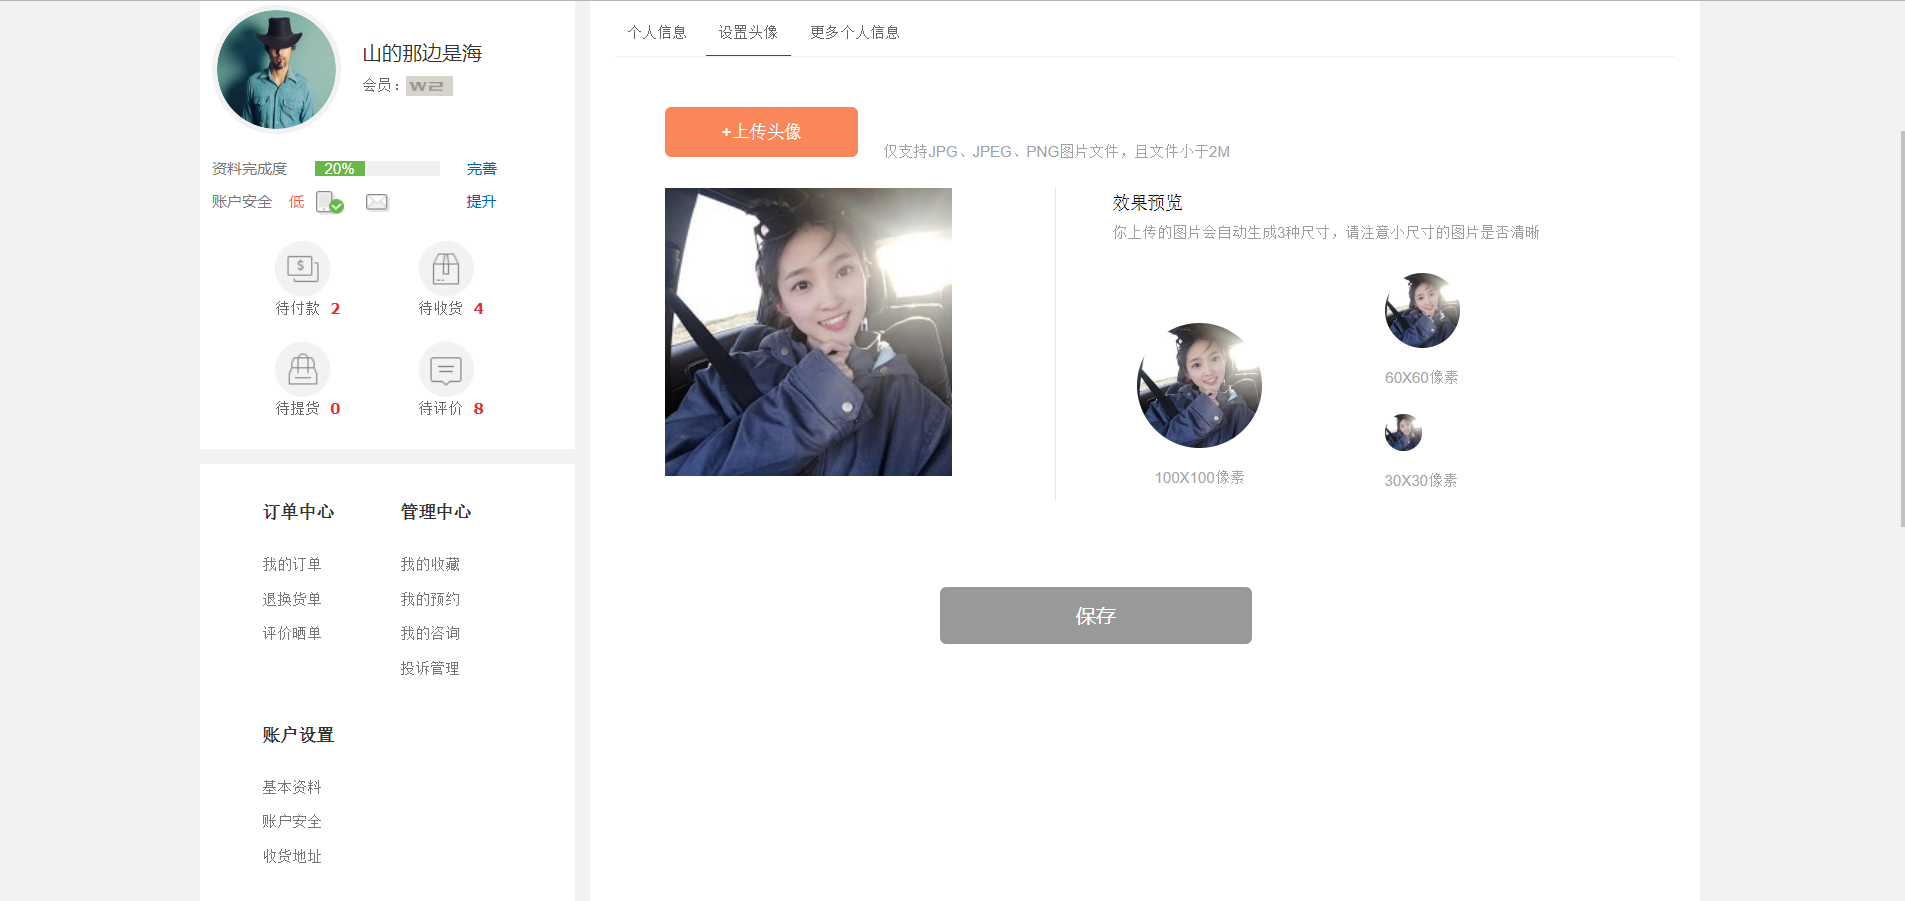 山的那边是海
会员：W2
资料完成度 20% 完善
账户安全 低 提升
待付款 2 待收货 4
待提货 0 待评价 8
订单中心 管理中心
我的订单 我的收藏
退换货单 我的预约
评价晒单 我的咨询
投诉管理
账户设置
基本资料
账户安全
收货地址
个人信息 设置头像 更多个人信息
+上传头像
仅支持JPG、JPEG、PNG图片文件，且文件小于2M
效果预览
你上传的图片会自动生成3种尺寸，请注意小尺寸的图片是否清晰
60X60像素
100X100像素
30X30像素
保存